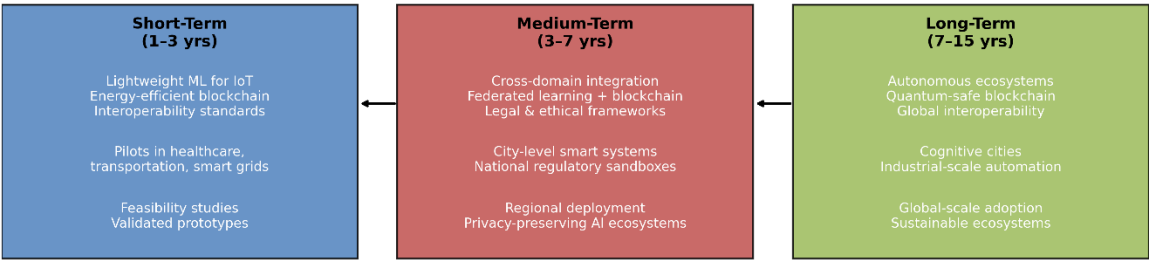 Short-Term
(1–3 yrs)
Lightweight ML for IoT
Energy-efficient blockchain
Interoperability standards
Pilots in healthcare,
transportation, smart grids
Feasibility studies
Validated prototypes
Medium-Term
(3–7 yrs)
Cross-domain integration
Federated learning + blockchain
Legal & ethical frameworks
City-level smart systems
National regulatory sandboxes
Regional deployment
Privacy-preserving AI ecosystems
Long-Term
(7–15 yrs)
Autonomous ecosystems
Quantum-safe blockchain
Global interoperability
Cognitive cities
Industrial-scale automation
Global-scale adoption
Sustainable ecosystems